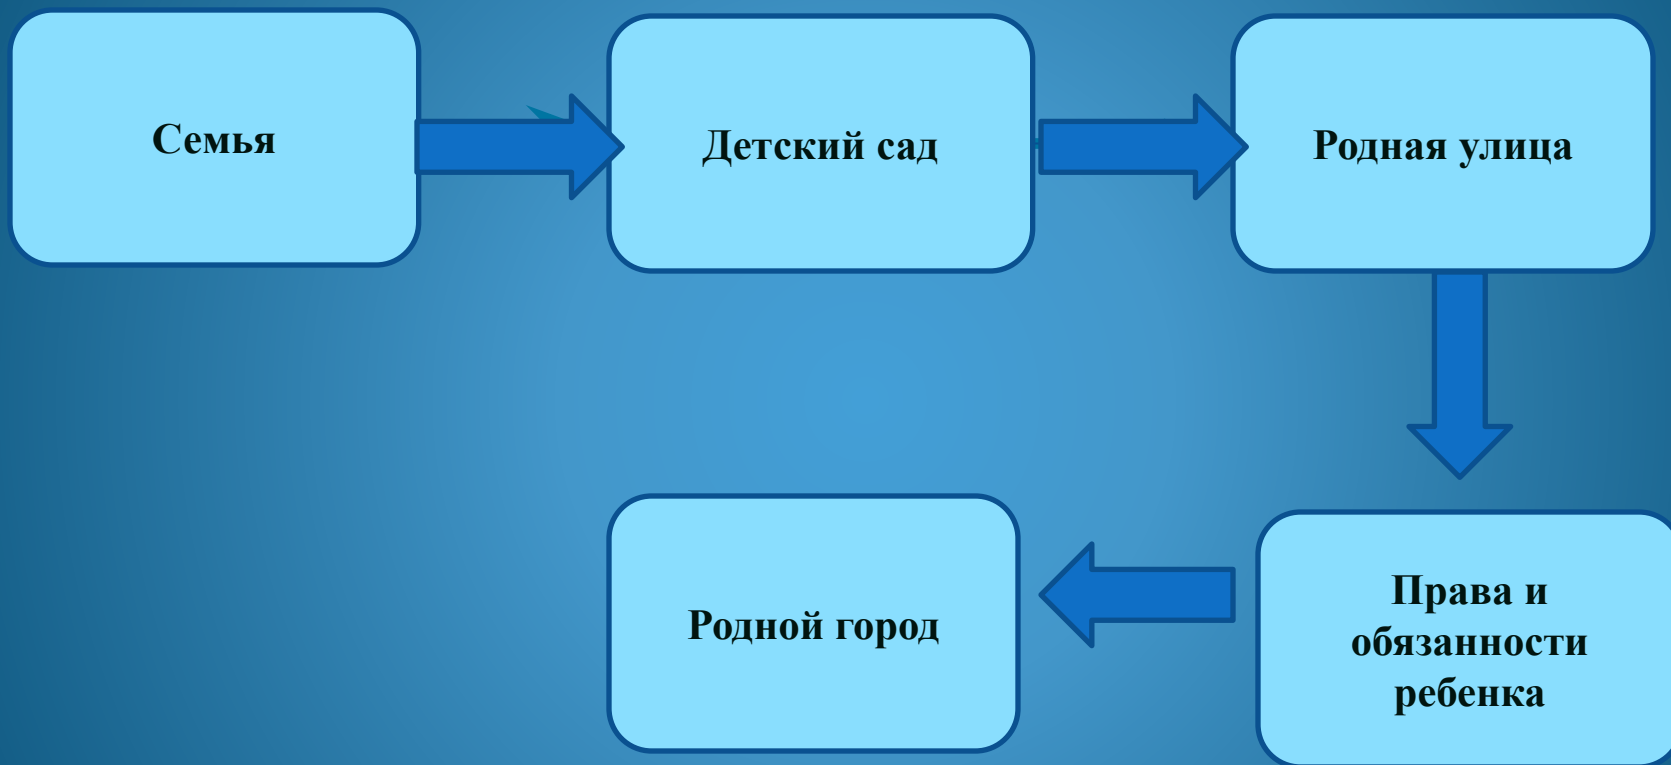 Семья
Детский сад
Родная улица
Права и
обязанности
ребенка
Родной город